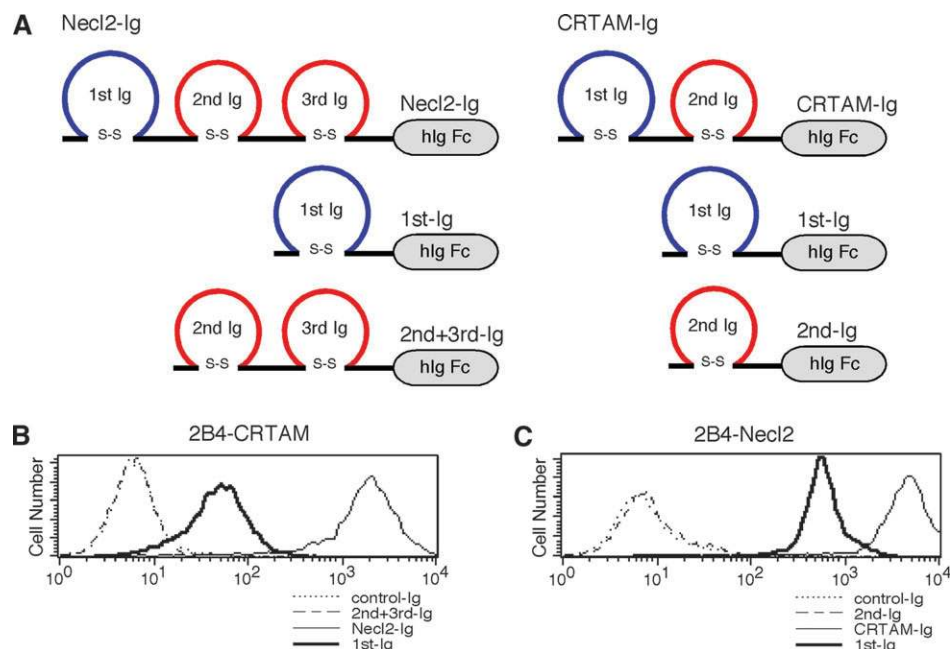 A
Necl2-Ig
CRTAM-Ig
1st Ig
2nd Ig
3rd Ig
S-S
S-S
S-S
Necl2-Ig
hIg Fc
1st Ig
2nd Ig
S-S
S-S
CRTAM-Ig
hIg Fc
1st Ig
S-S
1st-Ig
hIg Fc
1st Ig
S-S
1st-Ig
hIg Fc
2nd Ig
3rd Ig
S-S
S-S
2nd+3rd-Ig
hIg Fc
2nd Ig
S-S
2nd-Ig
hIg Fc
B
2B4-CRTAM
Cell Number
10^0 10^1 10^2 10^3 10^4
control-Ig
2nd+3rd-Ig
Necl2-Ig
1st-Ig
C
2B4-Necl2
Cell Number
10^0 10^1 10^2 10^3 10^4
control-Ig
2nd-Ig
CRTAM-Ig
1st-Ig